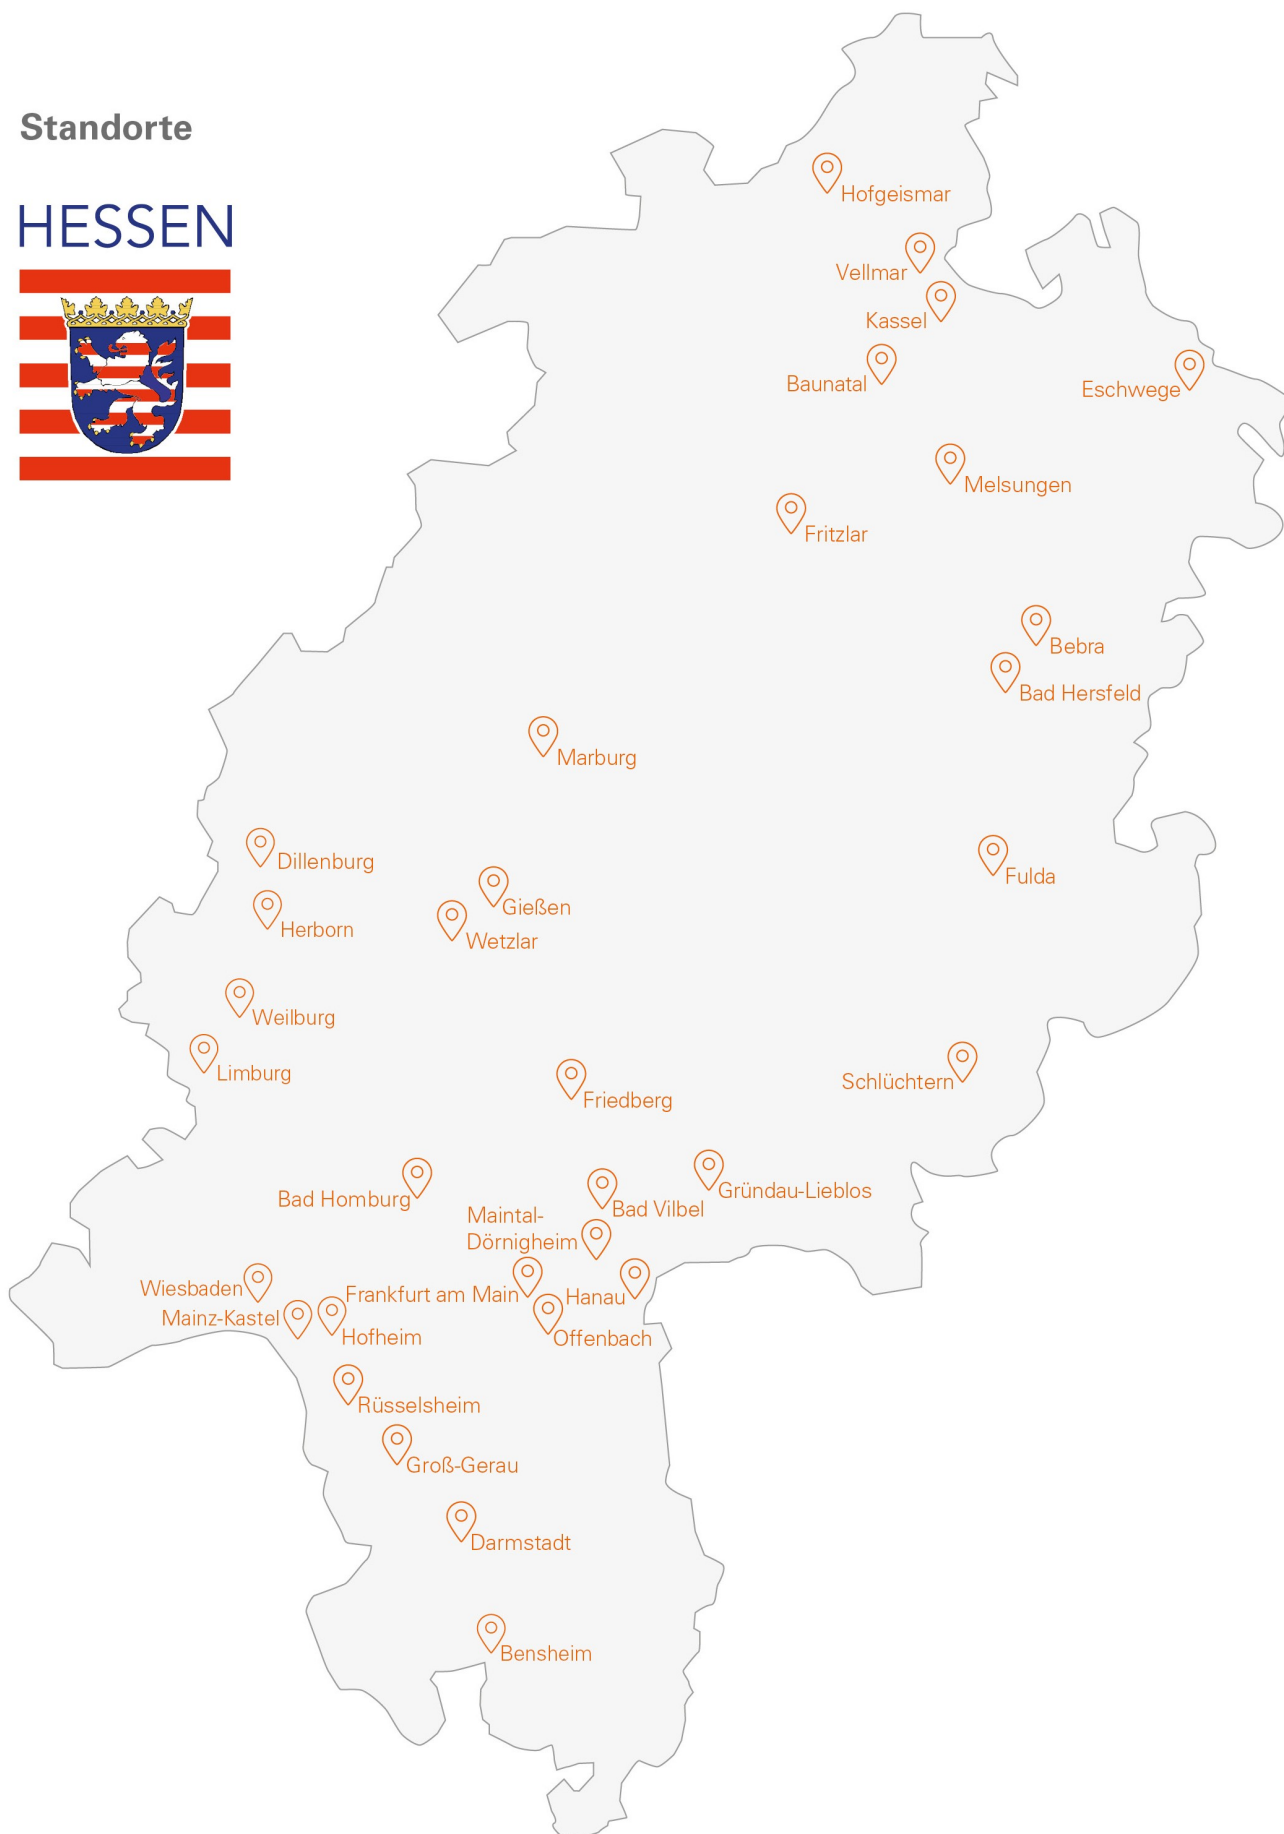 Standorte
HESSEN
Hofgeismar
Vellmar
Kassel
Baunatal
Eschwege
Melsungen
Fritzlar
Bebra
Bad Hersfeld
Marburg
Dillenburg
Fulda
Gießen
Herborn
Wetzlar
Weilburg
Limburg
Schlüchtern
Friedberg
Gründau-Lieblos
Bad Homburg
Bad Vilbel
Maintal-
Dörnigheim
Wiesbaden
Frankfurt am Main
Hanau
Mainz-Kastel
Hofheim
Offenbach
Rüsselsheim
Groß-Gerau
Darmstadt
Bensheim